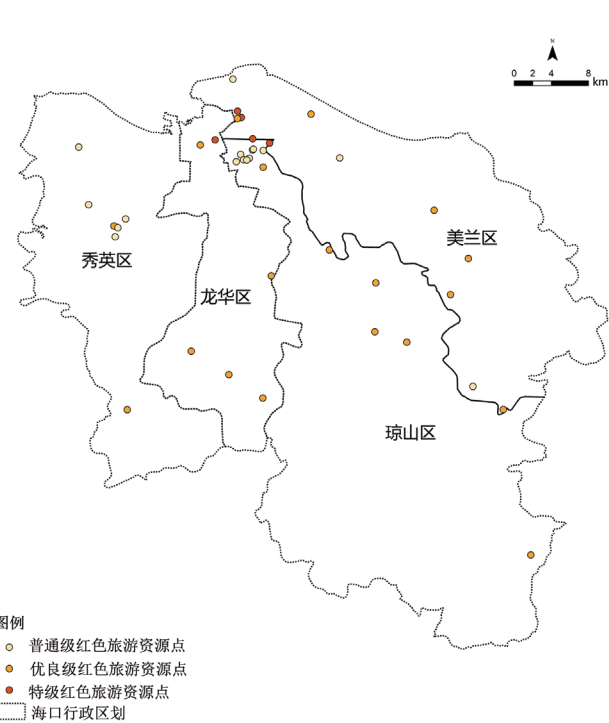 N
0 2 4 8
km
美兰区
秀英区
龙华区
琼山区
图例
普通级红色旅游资源点
优良级红色旅游资源点
特级红色旅游资源点
海口行政区划